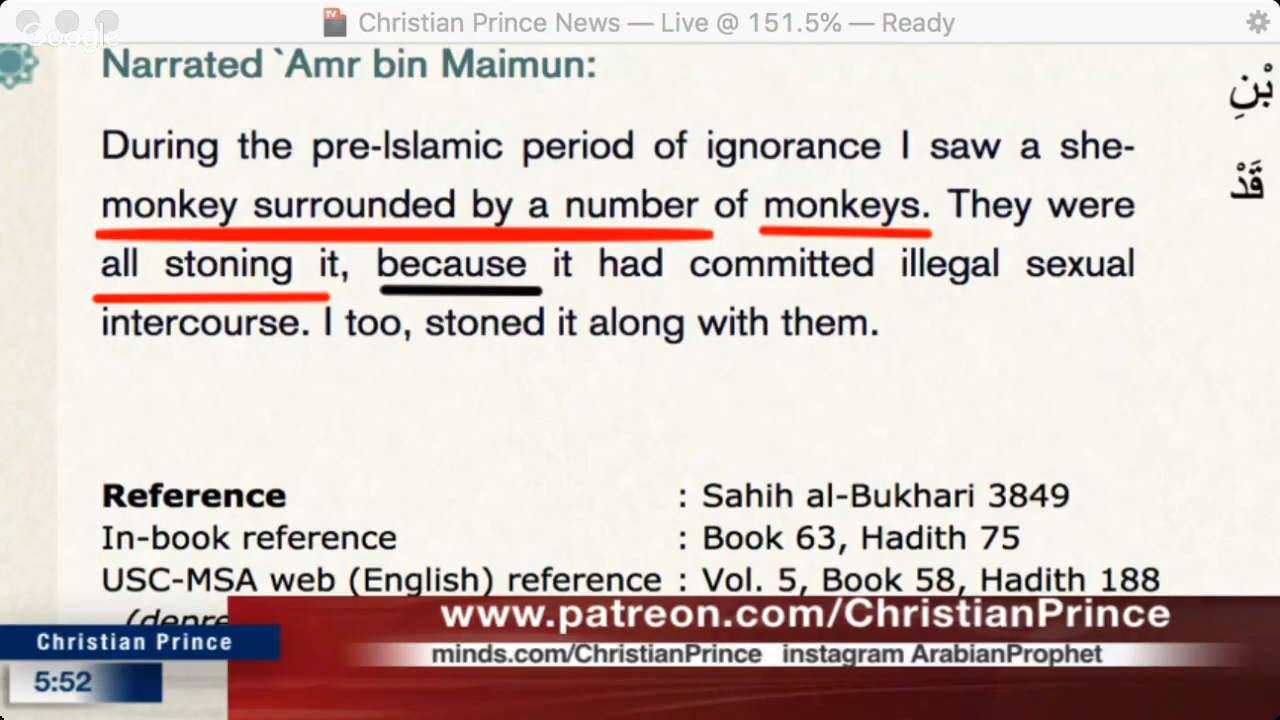 Christian Prince News — Live @ 151.5% — Ready
Google
Narrated `Amr bin Maimun:
بْنِ
During the pre-Islamic period of ignorance I saw a she-
monkey surrounded by a number of monkeys. They were
قَدْ
all stoning it, because it had committed illegal sexual
intercourse. I too, stoned it along with them.
Reference : Sahih al-Bukhari 3849
In-book reference : Book 63, Hadith 75
USC-MSA web (English) reference : Vol. 5, Book 58, Hadith 188
(depre
www.patreon.com/ChristianPrince
Christian Prince
minds.com/ChristianPrince instagram ArabianProphet
5:52